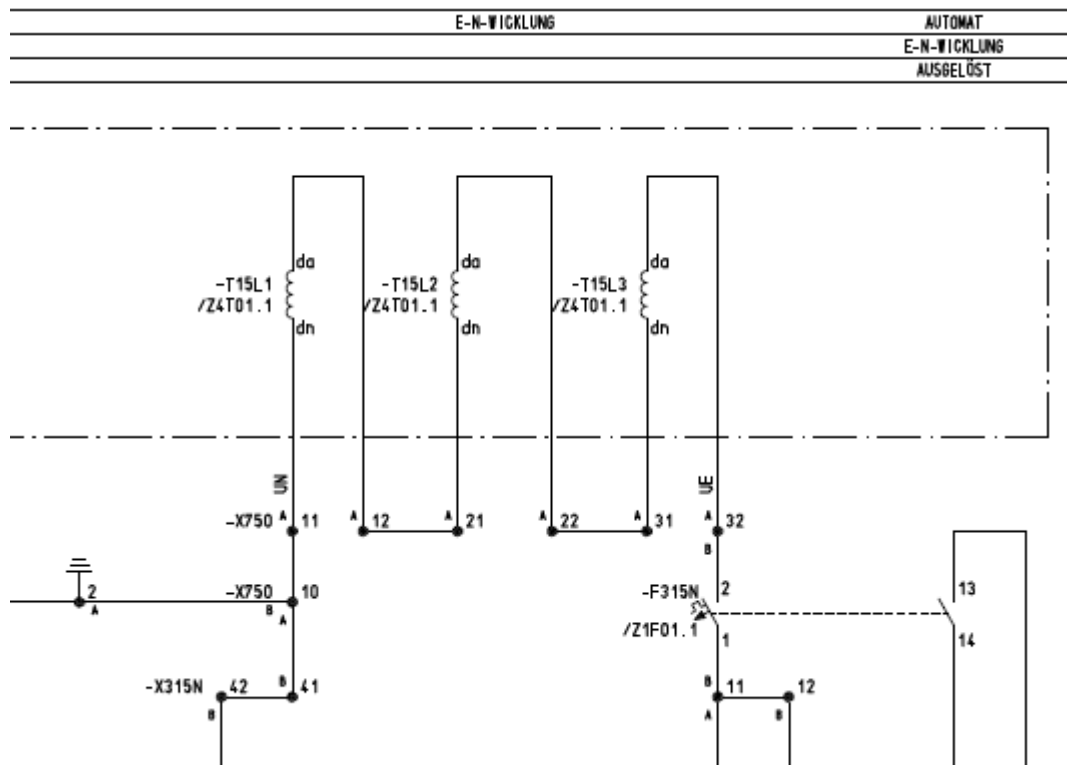 E-N-WICKLUNG AUTOMAT
E-N-WICKLUNG
AUSGELÖST
da da da
-T15L1 -T15L2 -T15L3
/Z4T01.1 /Z4T01.1 /Z4T01.1
dn dn dn
UN UE
-X750 A 11 A 12 A 21 A 22 A 31 A 32
B
2 -X750 10 -F315N 2 13
A B A
/Z1F01.1 1 14
-X315N 42 B 41 B 11 12
B A B